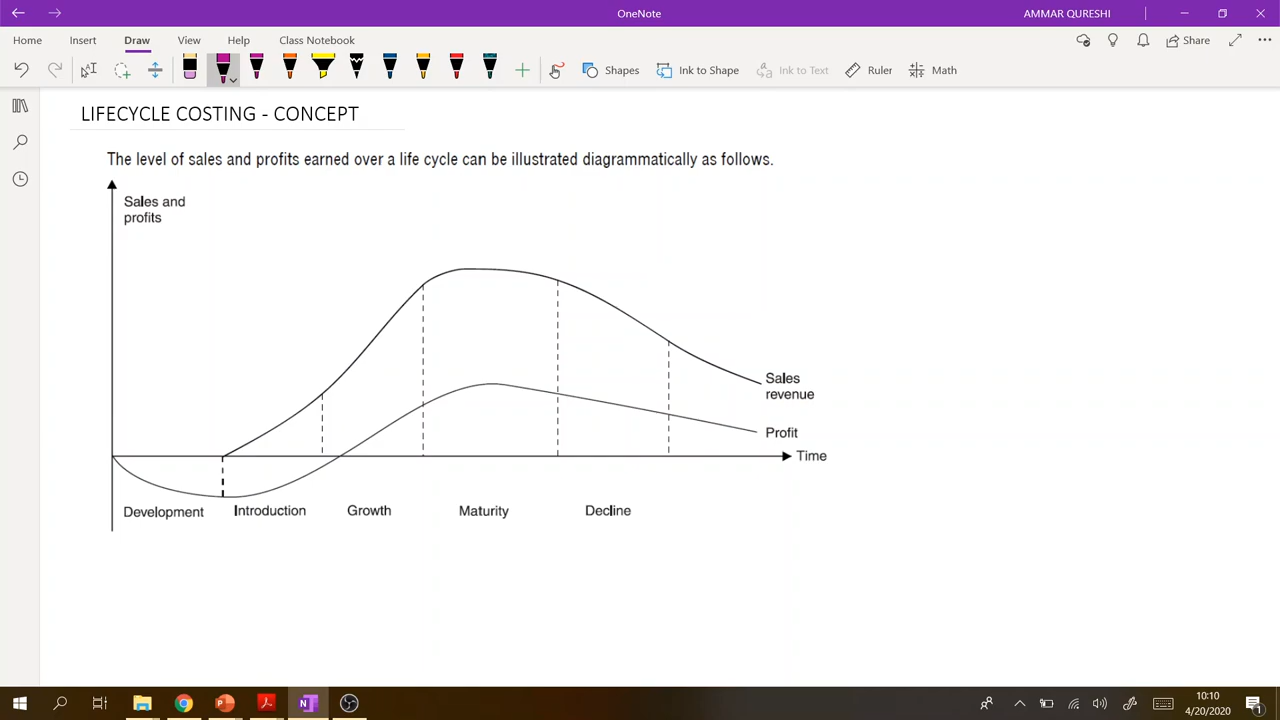 OneNote
AMMAR QURESHI
Home Insert Draw View Help Class Notebook
Share
Shapes Ink to Shape Ink to Text Ruler Math
LIFECYCLE COSTING - CONCEPT
The level of sales and profits earned over a life cycle can be illustrated diagrammatically as follows.
Sales and
profits
Sales
revenue
Profit
Time
Development Introduction Growth Maturity Decline
10:10
4/20/2020
1